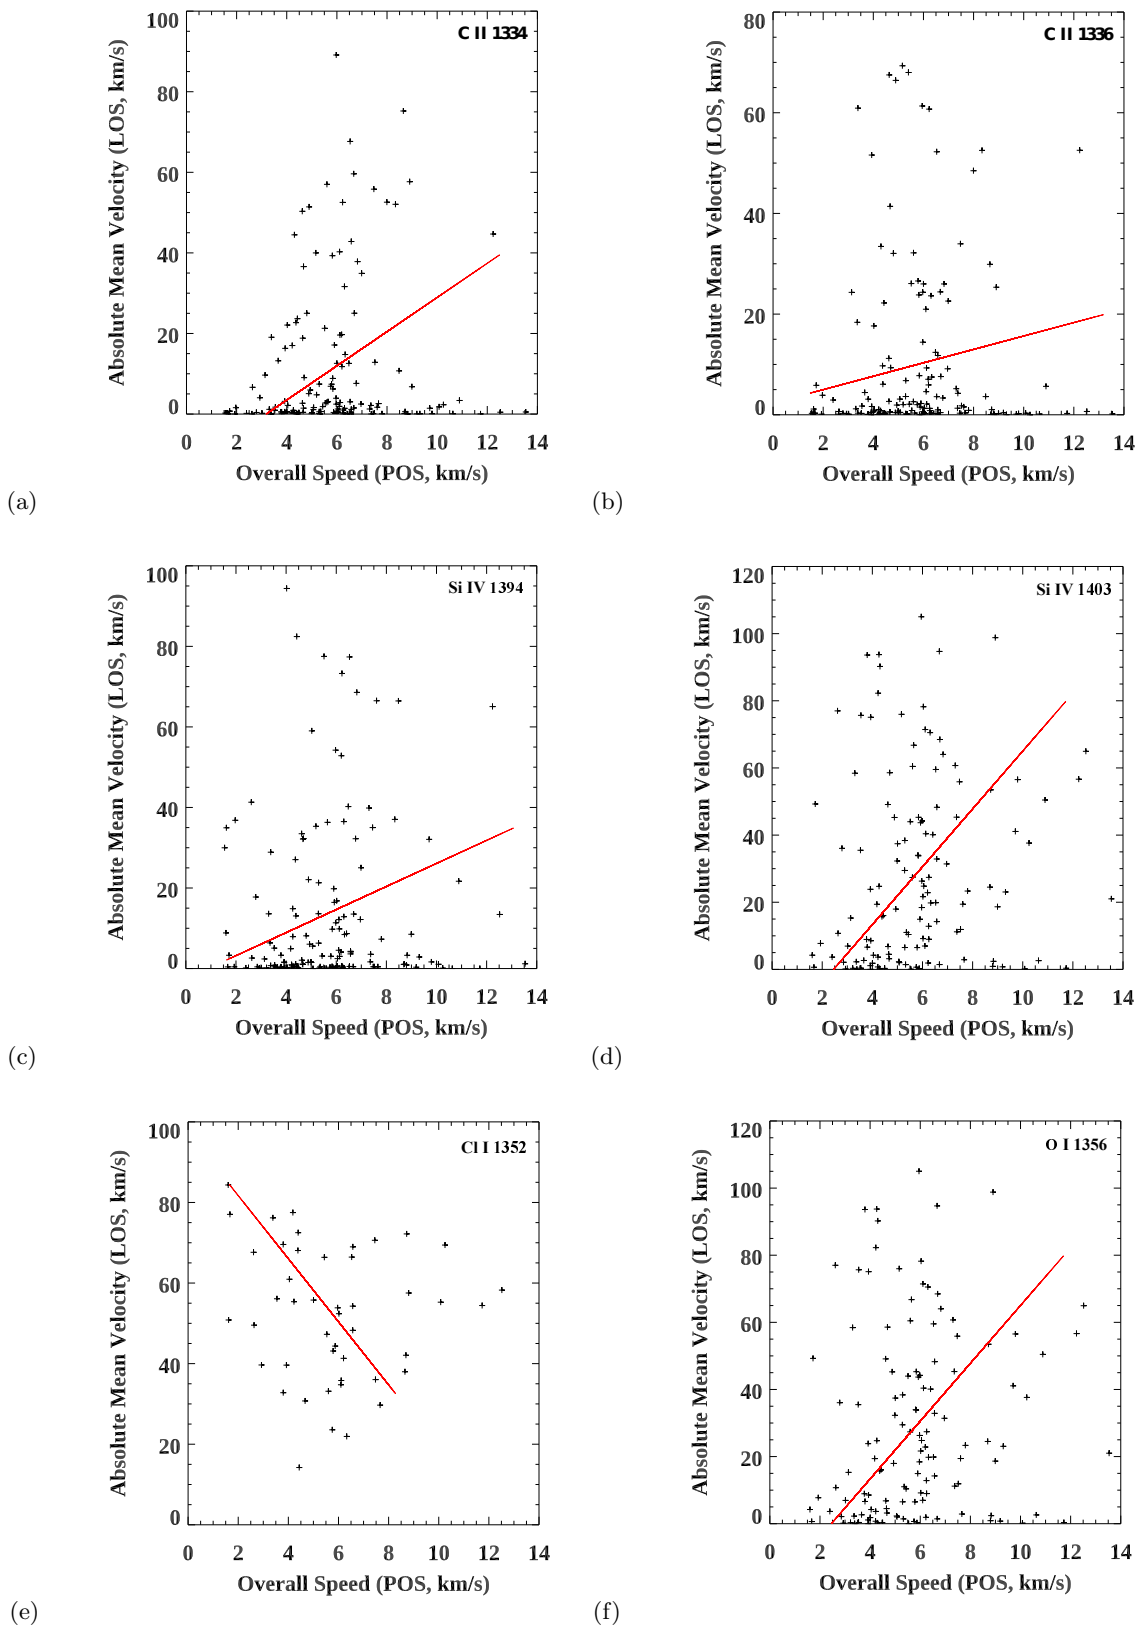 C II 1334
Absolute Mean Velocity (LOS, km/s)
100
80
60
40
20
0
0 2 4 6 8 10 12 14
Overall Speed (POS, km/s)
(a)
C II 1336
Absolute Mean Velocity (LOS, km/s)
80
60
40
20
0
0 2 4 6 8 10 12 14
Overall Speed (POS, km/s)
(b)
Si IV 1394
Absolute Mean Velocity (LOS, km/s)
100
80
60
40
20
0
0 2 4 6 8 10 12 14
Overall Speed (POS, km/s)
(c)
Si IV 1403
Absolute Mean Velocity (LOS, km/s)
120
100
80
60
40
20
0
0 2 4 6 8 10 12 14
Overall Speed (POS, km/s)
(d)
Cl I 1352
Absolute Mean Velocity (LOS, km/s)
100
80
60
40
20
0
0 2 4 6 8 10 12 14
Overall Speed (POS, km/s)
(e)
O I 1356
Absolute Mean Velocity (LOS, km/s)
120
100
80
60
40
20
0
0 2 4 6 8 10 12 14
Overall Speed (POS, km/s)
(f)